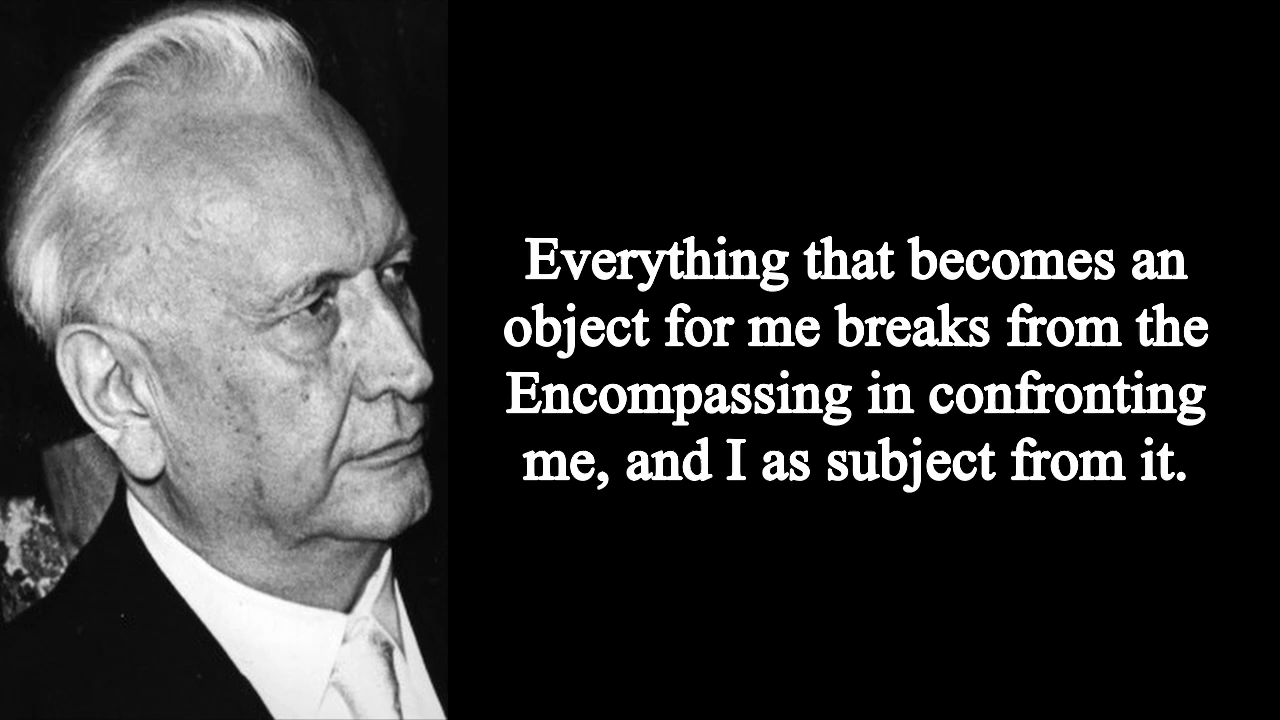 Everything that becomes an
object for me breaks from the
Encompassing in confronting
me, and I as subject from it.